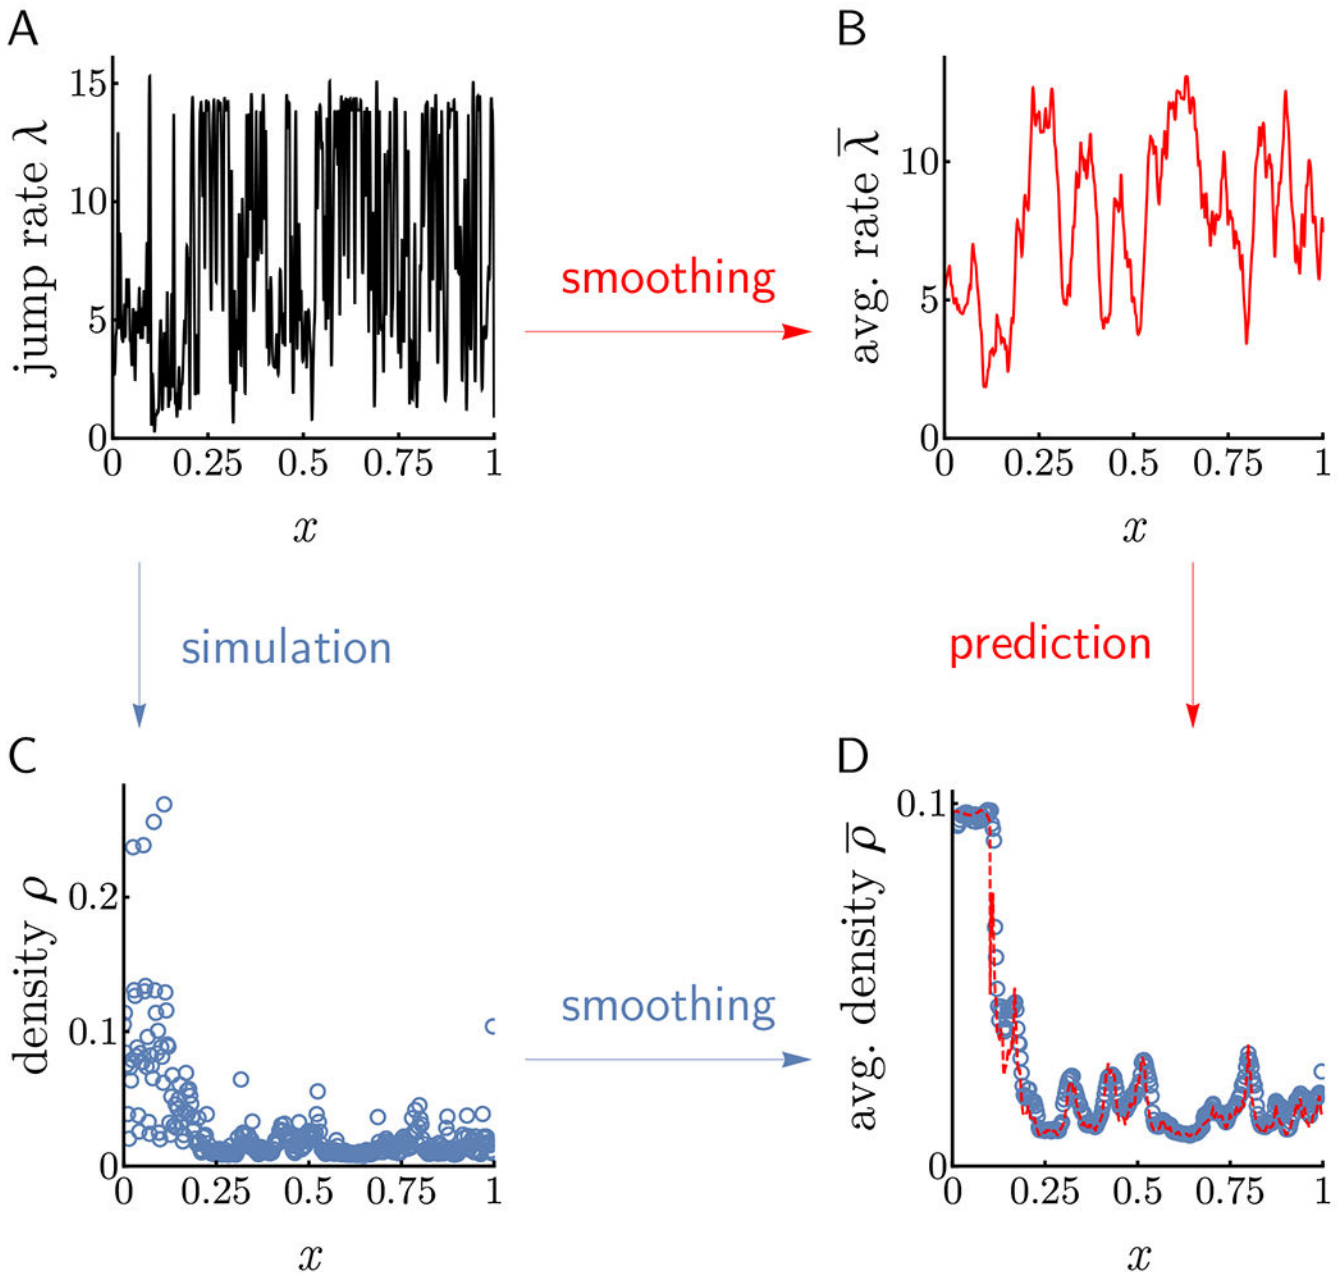 A
B
jump rate λ
15
10
5
0
0 0.25 0.5 0.75 1
x
smoothing
avg. rate λ̅
10
5
0
0 0.25 0.5 0.75 1
x
simulation
prediction
C
D
density ρ
0.2
0.1
0
0 0.25 0.5 0.75 1
x
smoothing
avg. density ρ̅
0.1
0
0 0.25 0.5 0.75 1
x